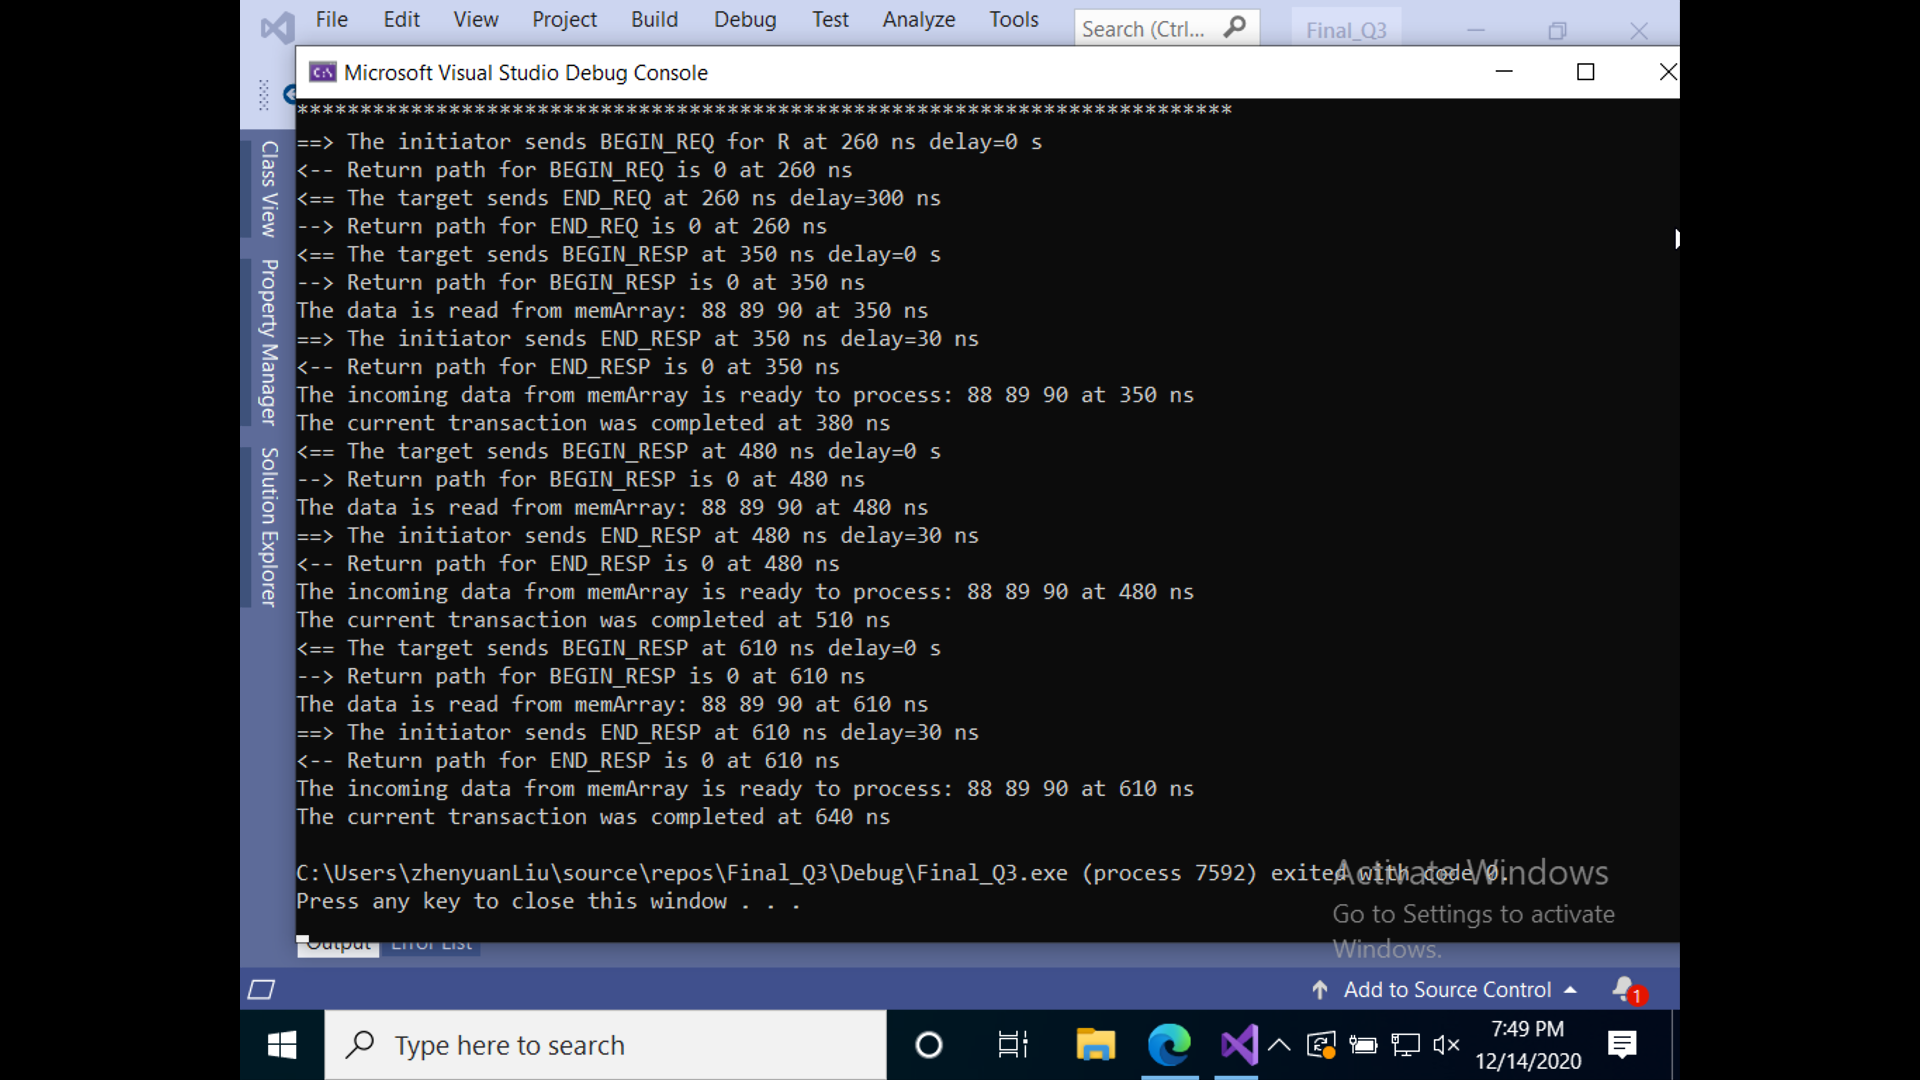 File Edit View Project Build Debug Test Analyze Tools Search (Ctrl... Final_Q3
C:\ Microsoft Visual Studio Debug Console
**************************************************************************
==> The initiator sends BEGIN_REQ for R at 260 ns delay=0 s
<-- Return path for BEGIN_REQ is 0 at 260 ns
<== The target sends END_REQ at 260 ns delay=300 ns
--> Return path for END_REQ is 0 at 260 ns
<== The target sends BEGIN_RESP at 350 ns delay=0 s
--> Return path for BEGIN_RESP is 0 at 350 ns
The data is read from memArray: 88 89 90 at 350 ns
==> The initiator sends END_RESP at 350 ns delay=30 ns
<-- Return path for END_RESP is 0 at 350 ns
The incoming data from memArray is ready to process: 88 89 90 at 350 ns
The current transaction was completed at 380 ns
<== The target sends BEGIN_RESP at 480 ns delay=0 s
--> Return path for BEGIN_RESP is 0 at 480 ns
The data is read from memArray: 88 89 90 at 480 ns
==> The initiator sends END_RESP at 480 ns delay=30 ns
<-- Return path for END_RESP is 0 at 480 ns
The incoming data from memArray is ready to process: 88 89 90 at 480 ns
The current transaction was completed at 510 ns
<== The target sends BEGIN_RESP at 610 ns delay=0 s
--> Return path for BEGIN_RESP is 0 at 610 ns
The data is read from memArray: 88 89 90 at 610 ns
==> The initiator sends END_RESP at 610 ns delay=30 ns
<-- Return path for END_RESP is 0 at 610 ns
The incoming data from memArray is ready to process: 88 89 90 at 610 ns
The current transaction was completed at 640 ns
C:\Users\zhenyuanLiu\source\repos\Final_Q3\Debug\Final_Q3.exe (process 7592) exited with code 0.
Press any key to close this window . . .
Class View
Property Manager
Solution Explorer
Activate Windows
Go to Settings to activate
Windows.
Output Error List
Add to Source Control 1
Type here to search
7:49 PM
12/14/2020